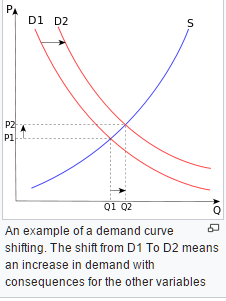 P
D1 D2
S
P2
P1
Q1 Q2
Q
An example of a demand curve
shifting. The shift from D1 To D2 means
an increase in demand with
consequences for the other variables